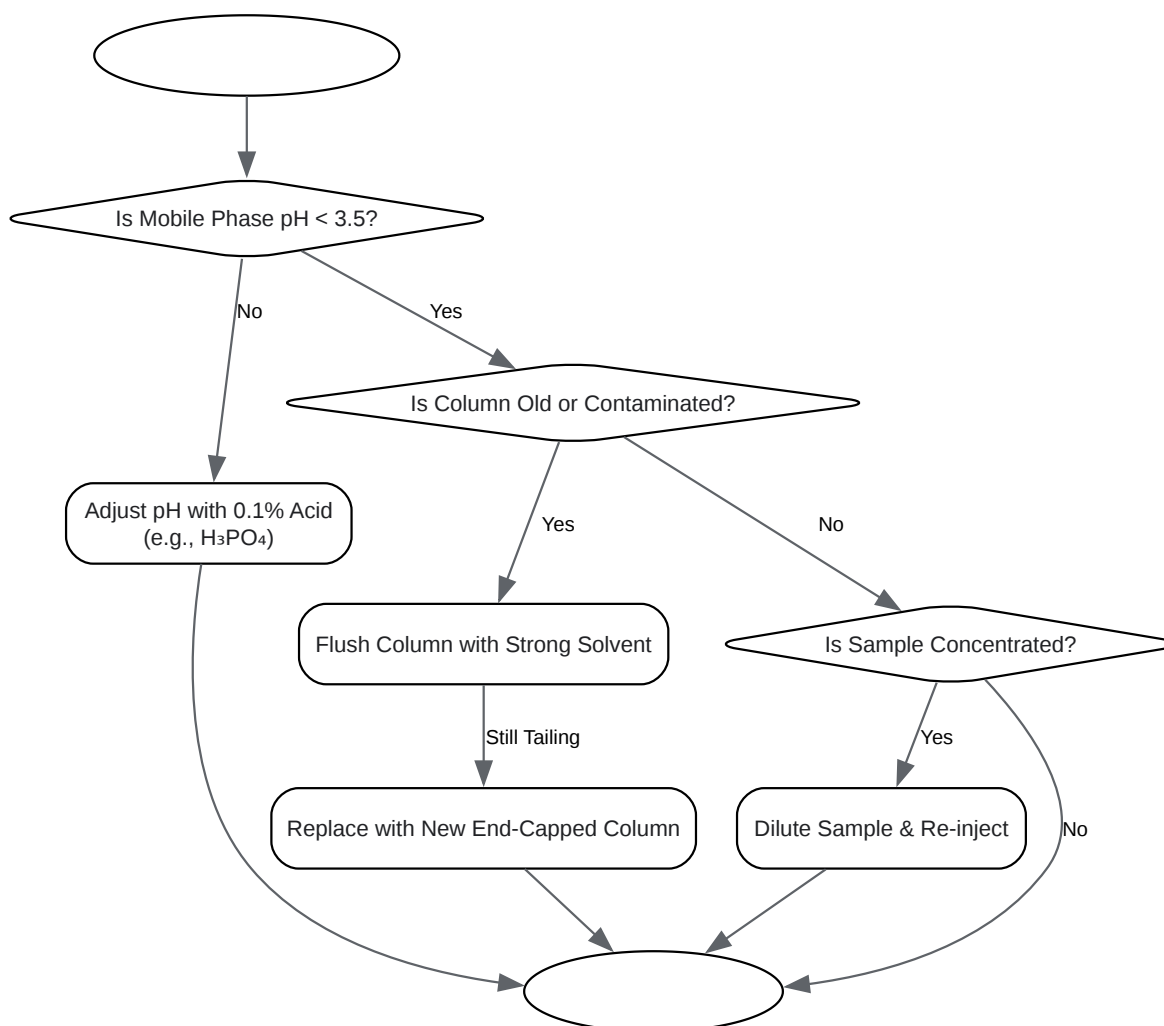 Is Mobile Phase pH < 3.5?
No
Yes
Is Column Old or Contaminated?
Adjust pH with 0.1% Acid
(e.g., H₃PO₄)
Yes
No
Flush Column with Strong Solvent
Is Sample Concentrated?
Still Tailing
Yes
Replace with New End-Capped Column
Dilute Sample & Re-inject
No